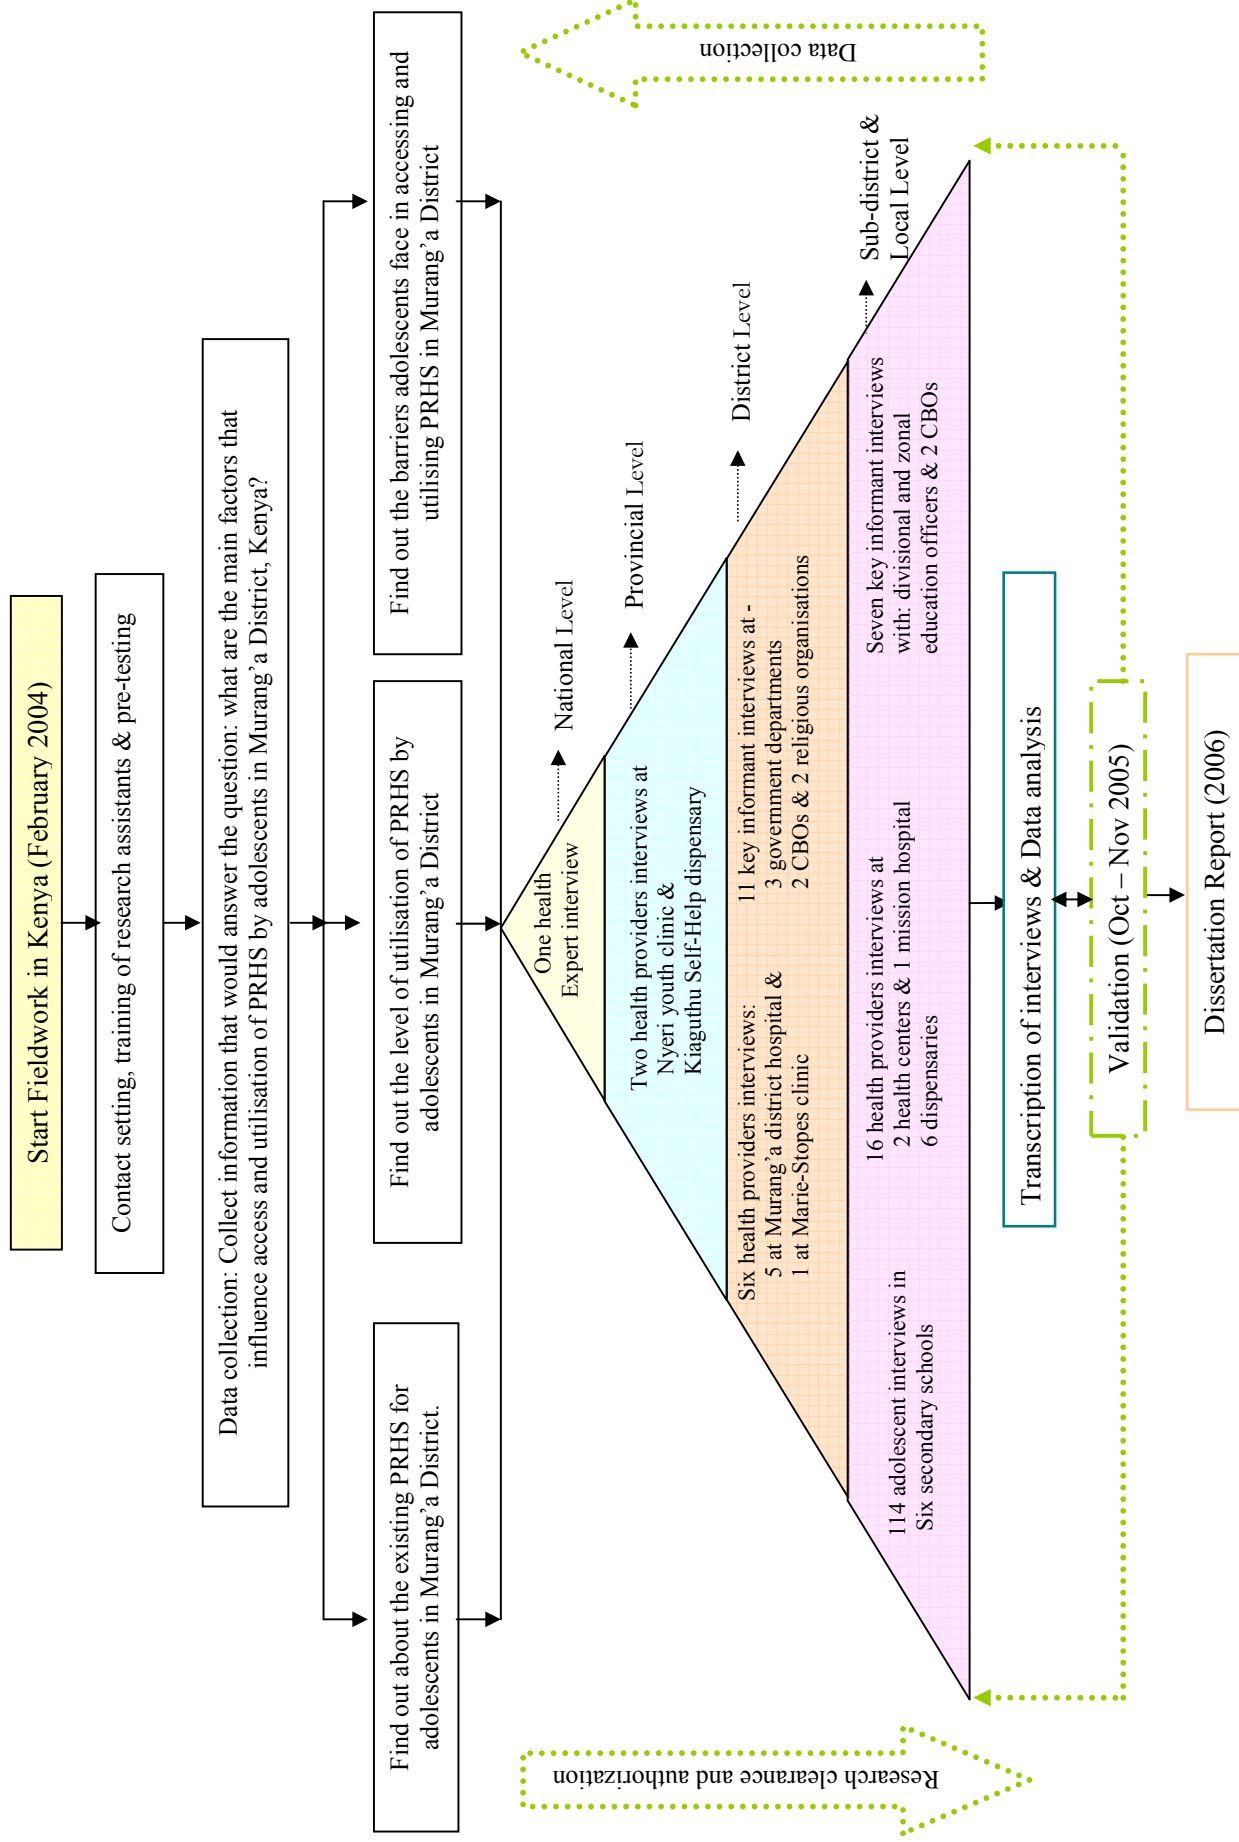 Start Fieldwork in Kenya (February 2004)
Contact setting, training of research assistants & pre-testing
Data collection: Collect information that would answer the question: what are the main factors that
influence access and utilisation of PRHS by adolescents in Murang’a District, Kenya?
Find out about the existing PRHS for
adolescents in Murang’a District.
Find out the level of utilisation of PRHS by
adolescents in Murang’a District
Find out the barriers adolescents face in accessing and
utilising PRHS in Murang’a District
Research clearance and authorization
Data collection
One health
Expert interview
National Level
Two health providers interviews at
Nyeri youth clinic &
Kiaguthu Self-Help dispensary
Provincial Level
Six health providers interviews:
5 at Murang’a district hospital &
1 at Marie-Stopes clinic
11 key informant interviews at -
3 government departments
2 CBOs & 2 religious organisations
District Level
114 adolescent interviews in
Six secondary schools
16 health providers interviews at
2 health centers & 1 mission hospital
6 dispensaries
Seven key informant interviews
with: divisional and zonal
education officers & 2 CBOs
Sub-district &
Local Level
Transcription of interviews & Data analysis
Validation (Oct – Nov 2005)
Dissertation Report (2006)